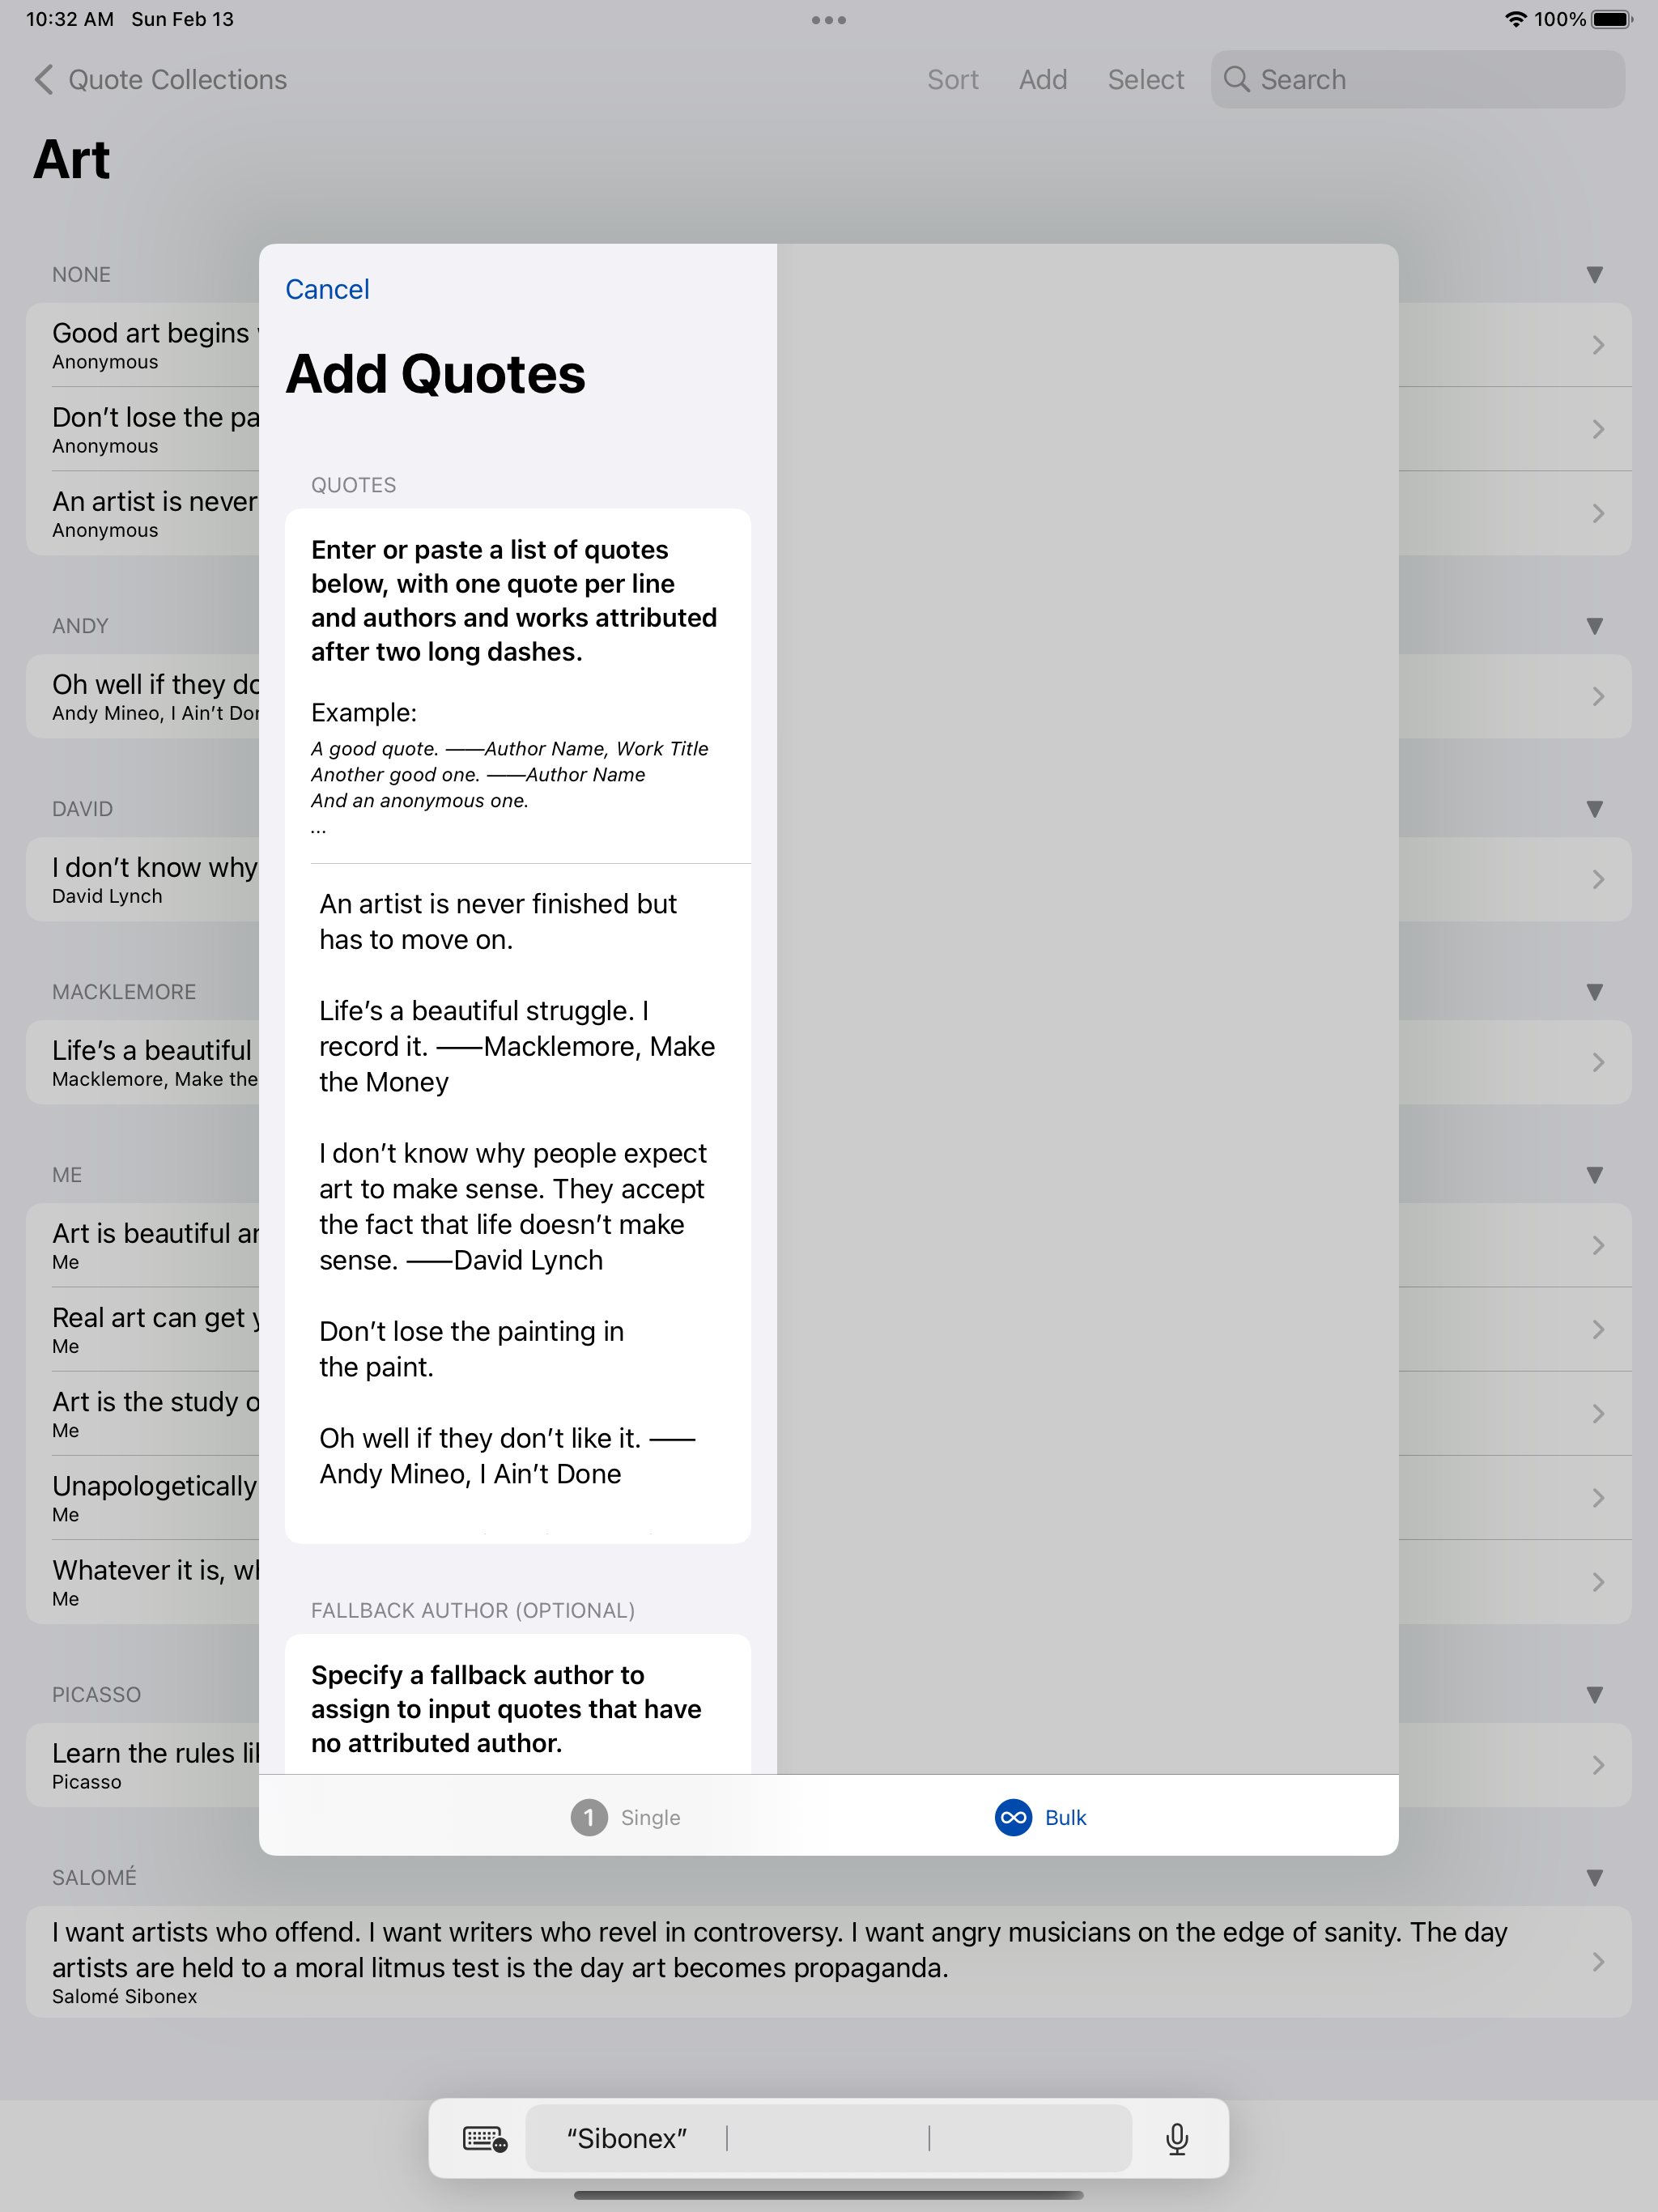 10:32 AM Sun Feb 13
100%
Quote Collections
Sort Add Select Search
Art
NONE
Good art begins
Anonymous
Don’t lose the pa
Anonymous
An artist is never
Anonymous
ANDY
Oh well if they do
Andy Mineo, I Ain’t Don
DAVID
I don’t know why
David Lynch
MACKLEMORE
Life’s a beautiful
Macklemore, Make the
ME
Art is beautiful an
Me
Real art can get y
Me
Art is the study o
Me
Unapologetically
Me
Whatever it is, wh
Me
PICASSO
Learn the rules lik
Picasso
SALOMÉ
I want artists who offend. I want writers who revel in controversy. I want angry musicians on the edge of sanity. The day
artists are held to a moral litmus test is the day art becomes propaganda.
Salomé Sibonex
Cancel
Add Quotes
QUOTES
Enter or paste a list of quotes
below, with one quote per line
and authors and works attributed
after two long dashes.
Example:
A good quote. ——Author Name, Work Title
Another good one. ——Author Name
And an anonymous one.
...
An artist is never finished but
has to move on.
Life’s a beautiful struggle. I
record it. ——Macklemore, Make
the Money
I don’t know why people expect
art to make sense. They accept
the fact that life doesn’t make
sense. ——David Lynch
Don’t lose the painting in
the paint.
Oh well if they don’t like it. ——
Andy Mineo, I Ain’t Done
FALLBACK AUTHOR (OPTIONAL)
Specify a fallback author to
assign to input quotes that have
no attributed author.
1 Single
Bulk
“Sibonex”